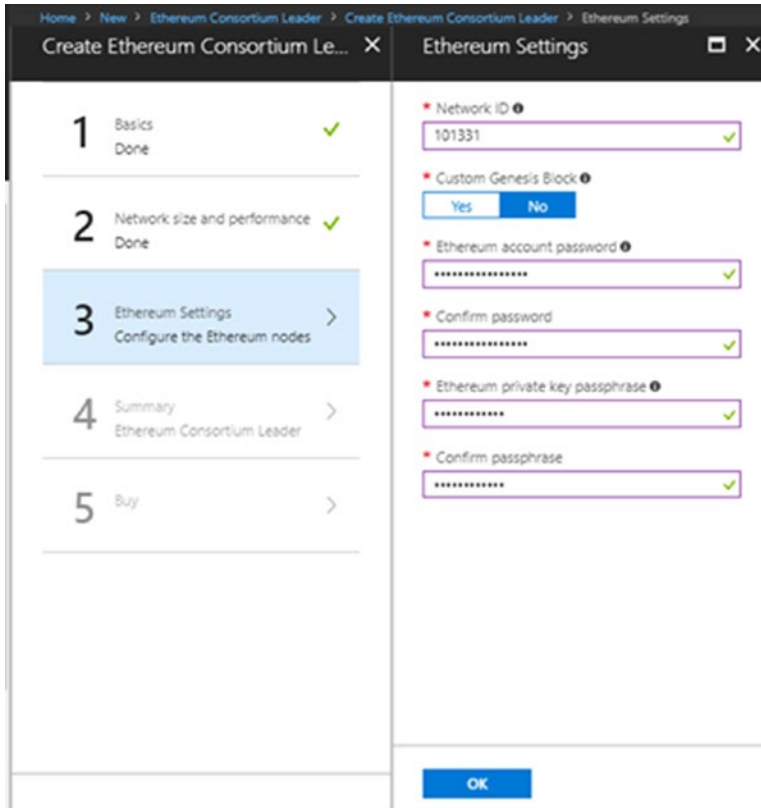 Home > New > Ethereum Consortium Leader > Create Ethereum Consortium Leader > Ethereum Settings
Create Ethereum Consortium Le... ×
1 Basics
Done
2 Network size and performance
Done
3 Ethereum Settings
Configure the Ethereum nodes
4 Summary
Ethereum Consortium Leader
5 Buy
Ethereum Settings
* Network ID
101331
* Custom Genesis Block
Yes No
* Ethereum account password
••••••••••••••••
* Confirm password
••••••••••••••••
* Ethereum private key passphrase
••••••••••••
* Confirm passphrase
••••••••••••
OK